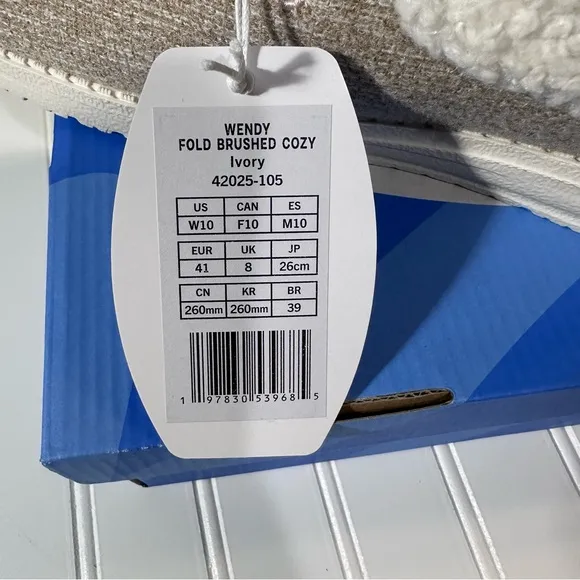 WENDY
FOLD BRUSHED COZY
Ivory
42025-105
US CAN ES
W10 F10 M10
EUR UK JP
41 8 26cm
CN KR BR
260mm 260mm 39
1 97830 53968 5